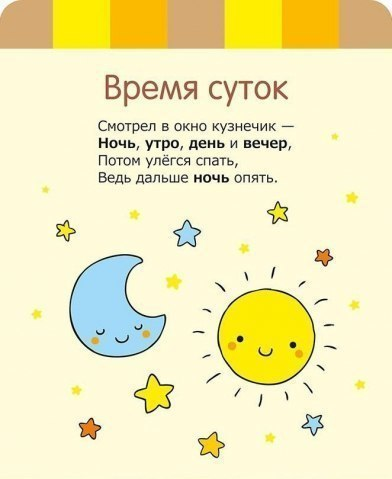 Время суток
Смотрел в окно кузнечик —
Ночь, утро, день и вечер,
Потом улёгся спать,
Ведь дальше ночь опять.